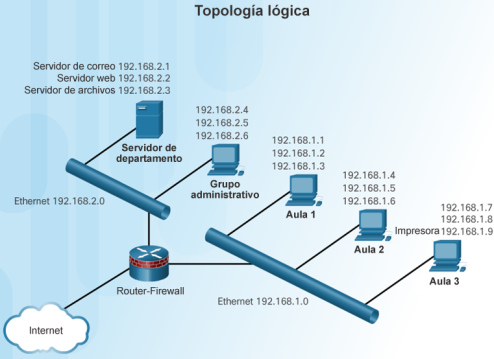 Topología lógica
Servidor de correo 192.168.2.1
Servidor web 192.168.2.2
Servidor de archivos 192.168.2.3
Servidor de
departamento
192.168.2.4
192.168.2.5
192.168.2.6
Grupo
administrativo
192.168.1.1
192.168.1.2
192.168.1.3
Aula 1
192.168.1.4
192.168.1.5
192.168.1.6
Aula 2
192.168.1.7
192.168.1.8
Impresora 192.168.1.9
Aula 3
Ethernet 192.168.2.0
Router-Firewall
Ethernet 192.168.1.0
Internet